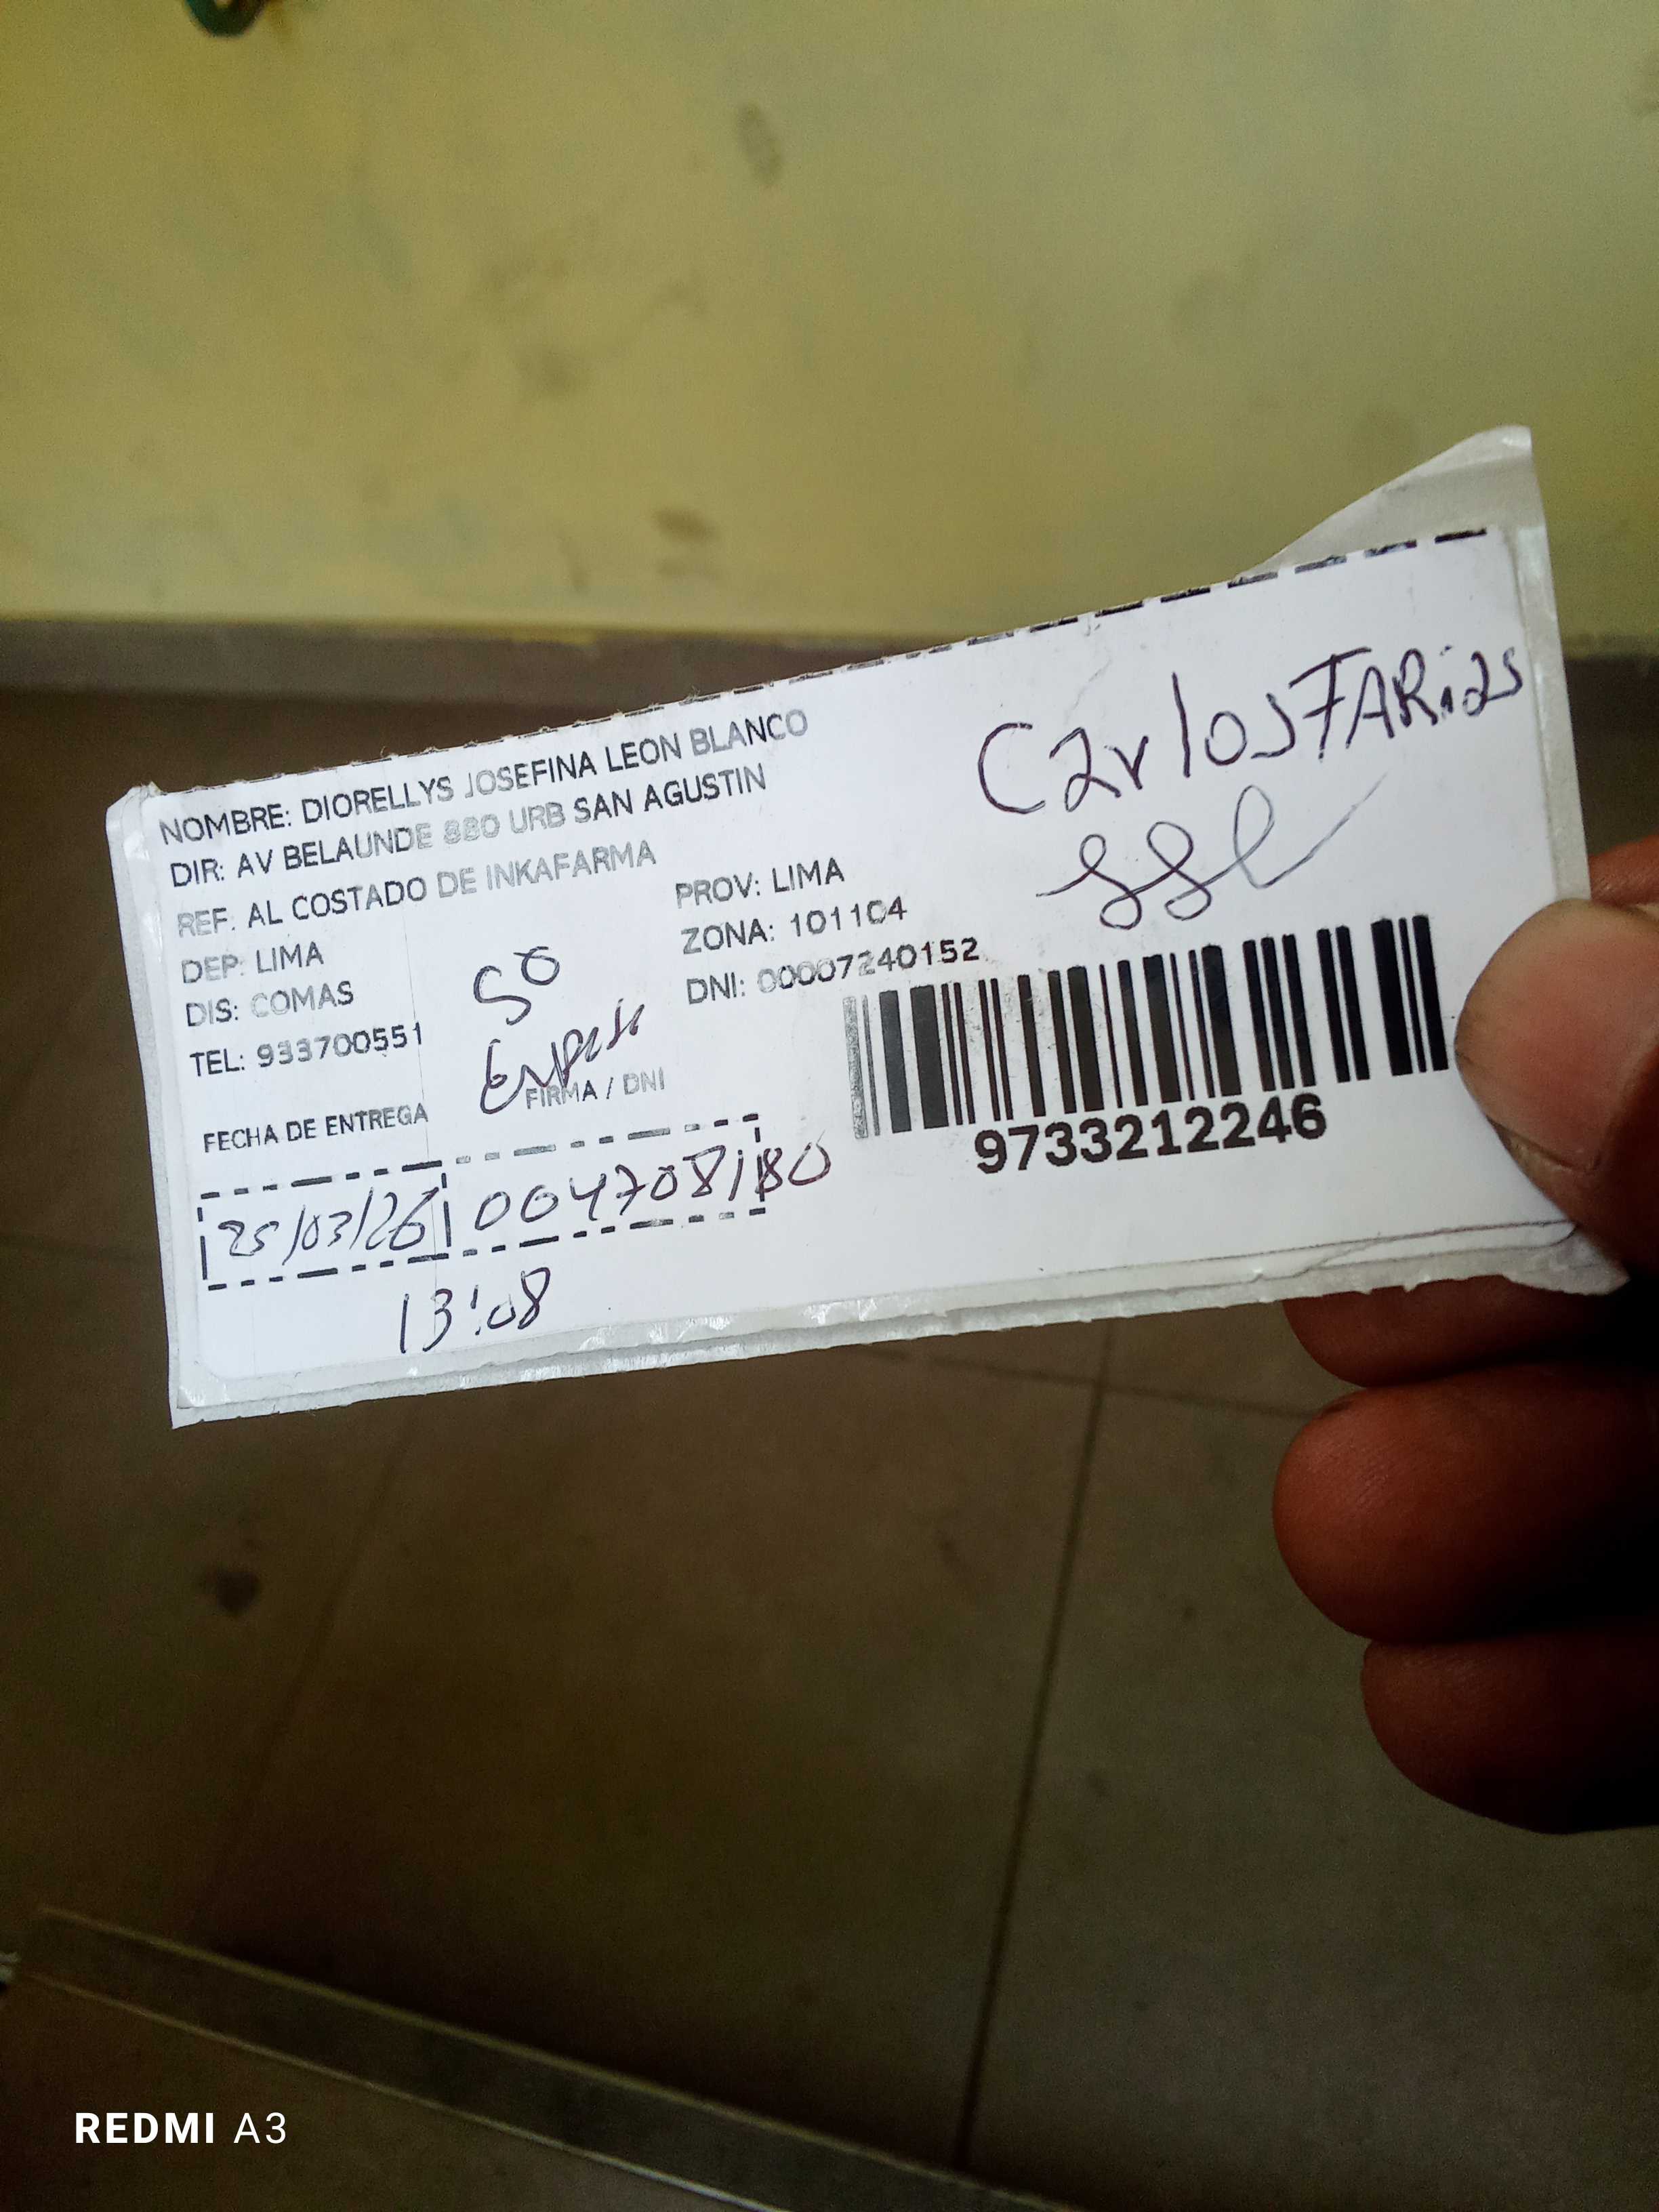 NOMBRE: DIORELLYS JOSEFINA LEON BLANCO
DIR: AV BELAUNDE 880 URB SAN AGUSTIN
REF: AL COSTADO DE INKAFARMA
DEP: LIMA
PROV: LIMA
DIS: COMAS
ZONA: 101104
TEL: 933700551
DNI: 00007240152
Carlos FARias
FECHA DE ENTREGA
FIRMA / DNI
25/03/26
004708180
13:08
9733212246
REDMI A3